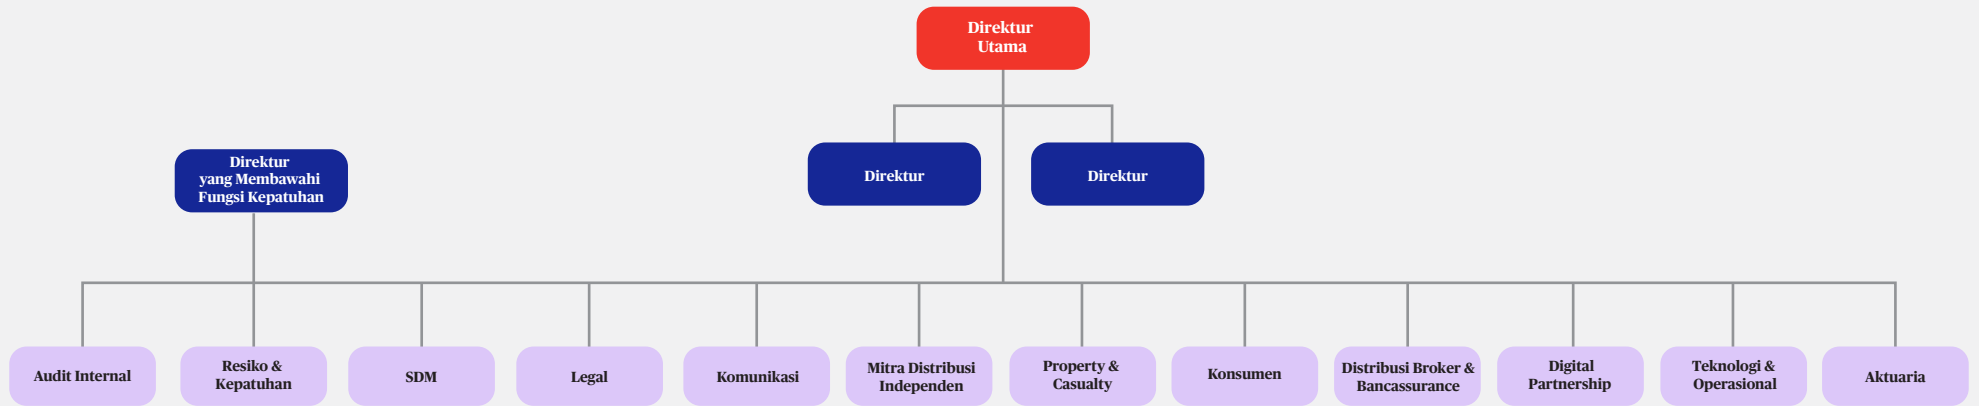 Direktur
Utama
Direktur
yang Membawahi
Fungsi Kepatuhan
Direktur
Direktur
Audit Internal
Resiko &
Kepatuhan
SDM
Legal
Komunikasi
Mitra Distribusi
Independen
Property &
Casualty
Konsumen
Distribusi Broker &
Bancassurance
Digital
Partnership
Teknologi &
Operasional
Aktuaria